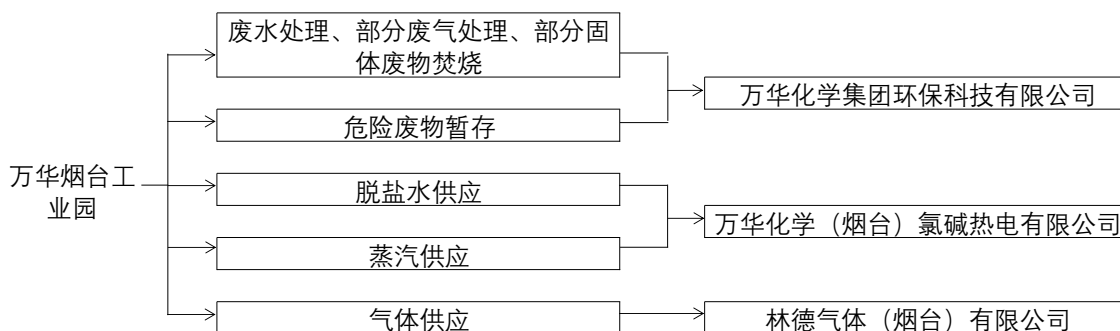 废水处理、部分废气处理、部分固
体废物焚烧
万华化学集团环保科技有限公司
危险废物暂存
万华烟台工
业园
脱盐水供应
万华化学（烟台）氯碱热电有限公司
蒸汽供应
气体供应
林德气体（烟台）有限公司